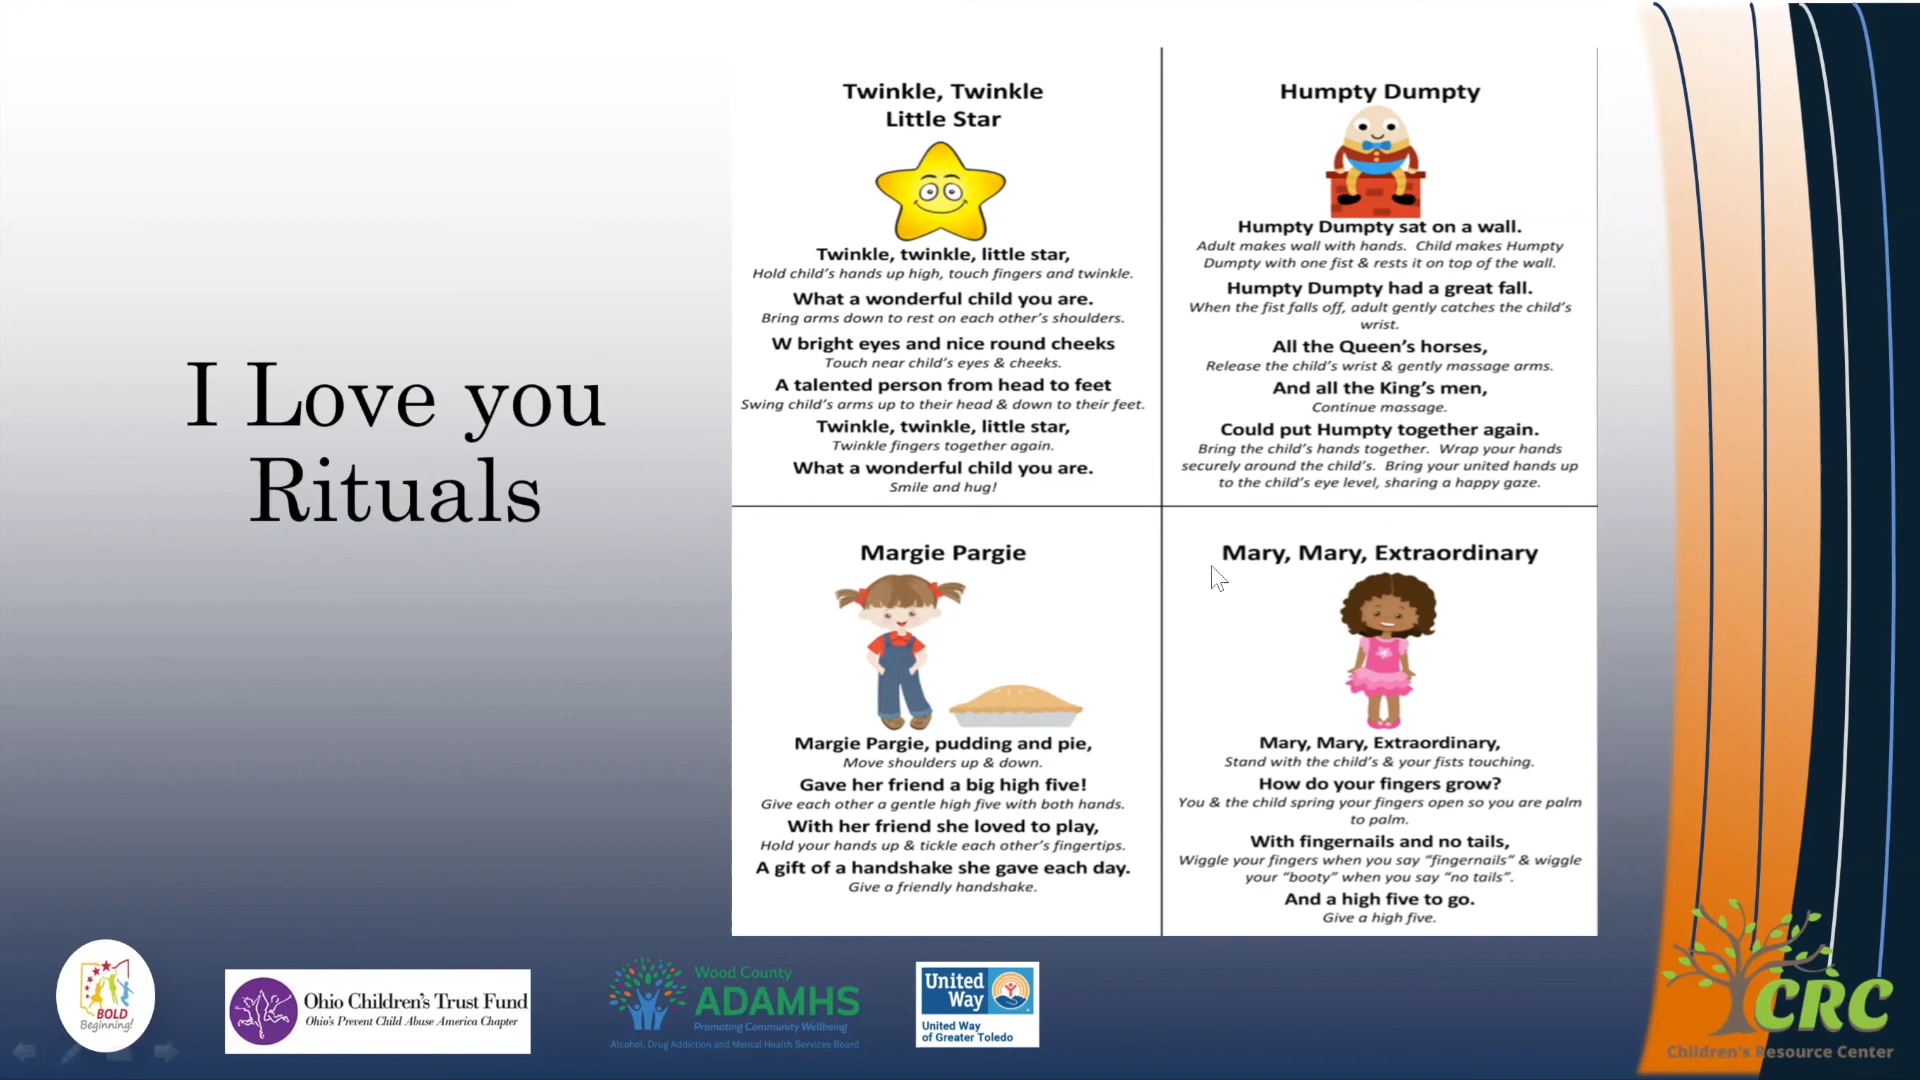 I Love you
Rituals
Twinkle, Twinkle
Little Star
Twinkle, twinkle, little star,
Hold child's hands up high, touch fingers and twinkle.
What a wonderful child you are.
Bring arms down to rest on each other's shoulders.
W bright eyes and nice round cheeks
Touch near child's eyes & cheeks.
A talented person from head to feet
Swing child's arms up to their head & down to their feet.
Twinkle, twinkle, little star,
Twinkle fingers together again.
What a wonderful child you are.
Smile and hug!
Humpty Dumpty
Humpty Dumpty sat on a wall.
Adult makes wall with hands. Child makes Humpty
Dumpty with one fist & rests it on top of the wall.
Humpty Dumpty had a great fall.
When the fist falls off, adult gently catches the child's
wrist.
All the Queen's horses,
Release the child's wrist & gently massage arms.
And all the King's men,
Continue massage.
Could put Humpty together again.
Bring the child's hands together. Wrap your hands
securely around the child's. Bring your united hands up
to the child's eye level, sharing a happy gaze.
Margie Pargie
Margie Pargie, pudding and pie,
Move shoulders up & down.
Gave her friend a big high five!
Give each other a gentle high five with both hands.
With her friend she loved to play,
Hold your hands up & tickle each other's fingertips.
A gift of a handshake she gave each day.
Give a friendly handshake.
Mary, Mary, Extraordinary
Mary, Mary, Extraordinary,
Stand with the child's & your fists touching.
How do your fingers grow?
You & the child spring your fingers open so you are palm
to palm.
With fingernails and no tails,
Wiggle your fingers when you say “fingernails” & wiggle
your “booty” when you say “no tails”.
And a high five to go.
Give a high five.
BOLD
Beginning!
Ohio Children's Trust Fund
Ohio's Prevent Child Abuse America Chapter
Wood County
ADAMHS
Promoting Community Wellbeing
Alcohol, Drug Addiction and Mental Health Services Board
United
Way
United Way
of Greater Toledo
CRC
Children's Resource Center